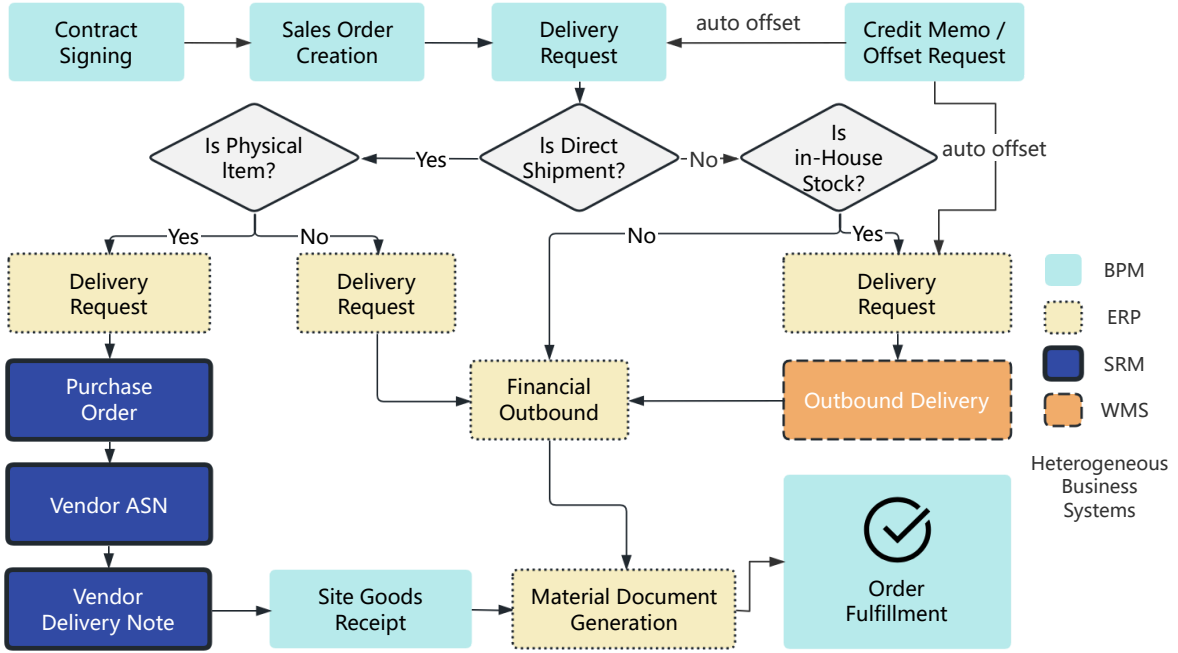 Contract
Signing
Sales Order
Creation
Delivery
Request
auto offset
Credit Memo /
Offset Request
Is Physical
Item?
Yes
Is Direct
Shipment?
No
Is
in-House
Stock?
auto offset
Yes
No
No
Yes
Delivery
Request
Delivery
Request
Delivery
Request
BPM
ERP
SRM
WMS
Heterogeneous
Business
Systems
Purchase
Order
Financial
Outbound
Outbound Delivery
Vendor ASN
Vendor
Delivery Note
Site Goods
Receipt
Material Document
Generation
Order
Fulfillment